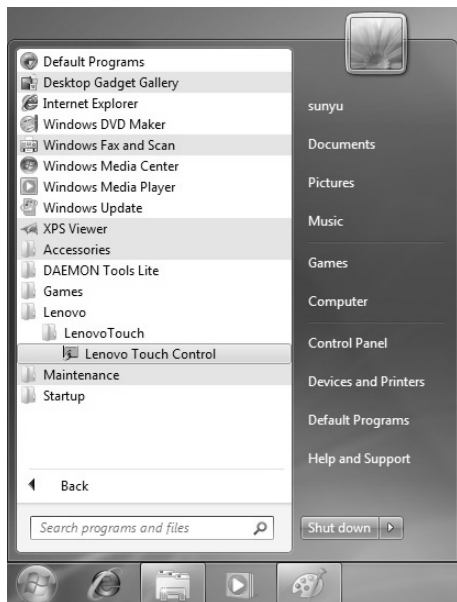 Default Programs
Desktop Gadget Gallery
Internet Explorer
Windows DVD Maker
Windows Fax and Scan
Windows Media Center
Windows Media Player
Windows Update
XPS Viewer
Accessories
DAEMON Tools Lite
Games
Lenovo
LenovoTouch
Lenovo Touch Control
Maintenance
Startup
Back
Search programs and files
sunyu
Documents
Pictures
Music
Games
Computer
Control Panel
Devices and Printers
Default Programs
Help and Support
Shut down